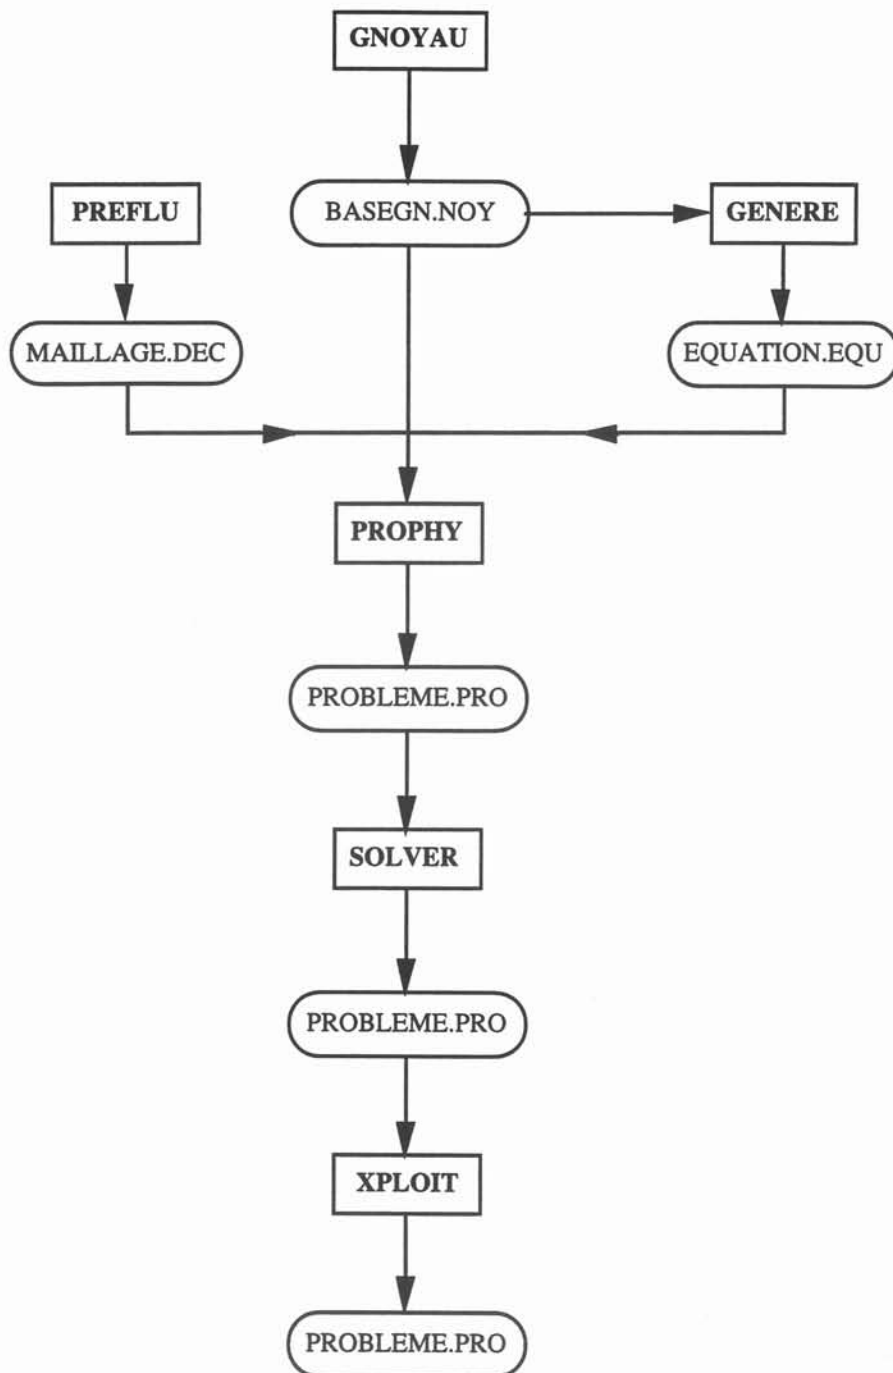 GNOYAU
PREFLU
BASEGN.NOY
GENERE
MAILLAGE.DEC
EQUATION.EQU
PROPHY
PROBLEME.PRO
SOLVER
PROBLEME.PRO
XPLOIT
PROBLEME.PRO